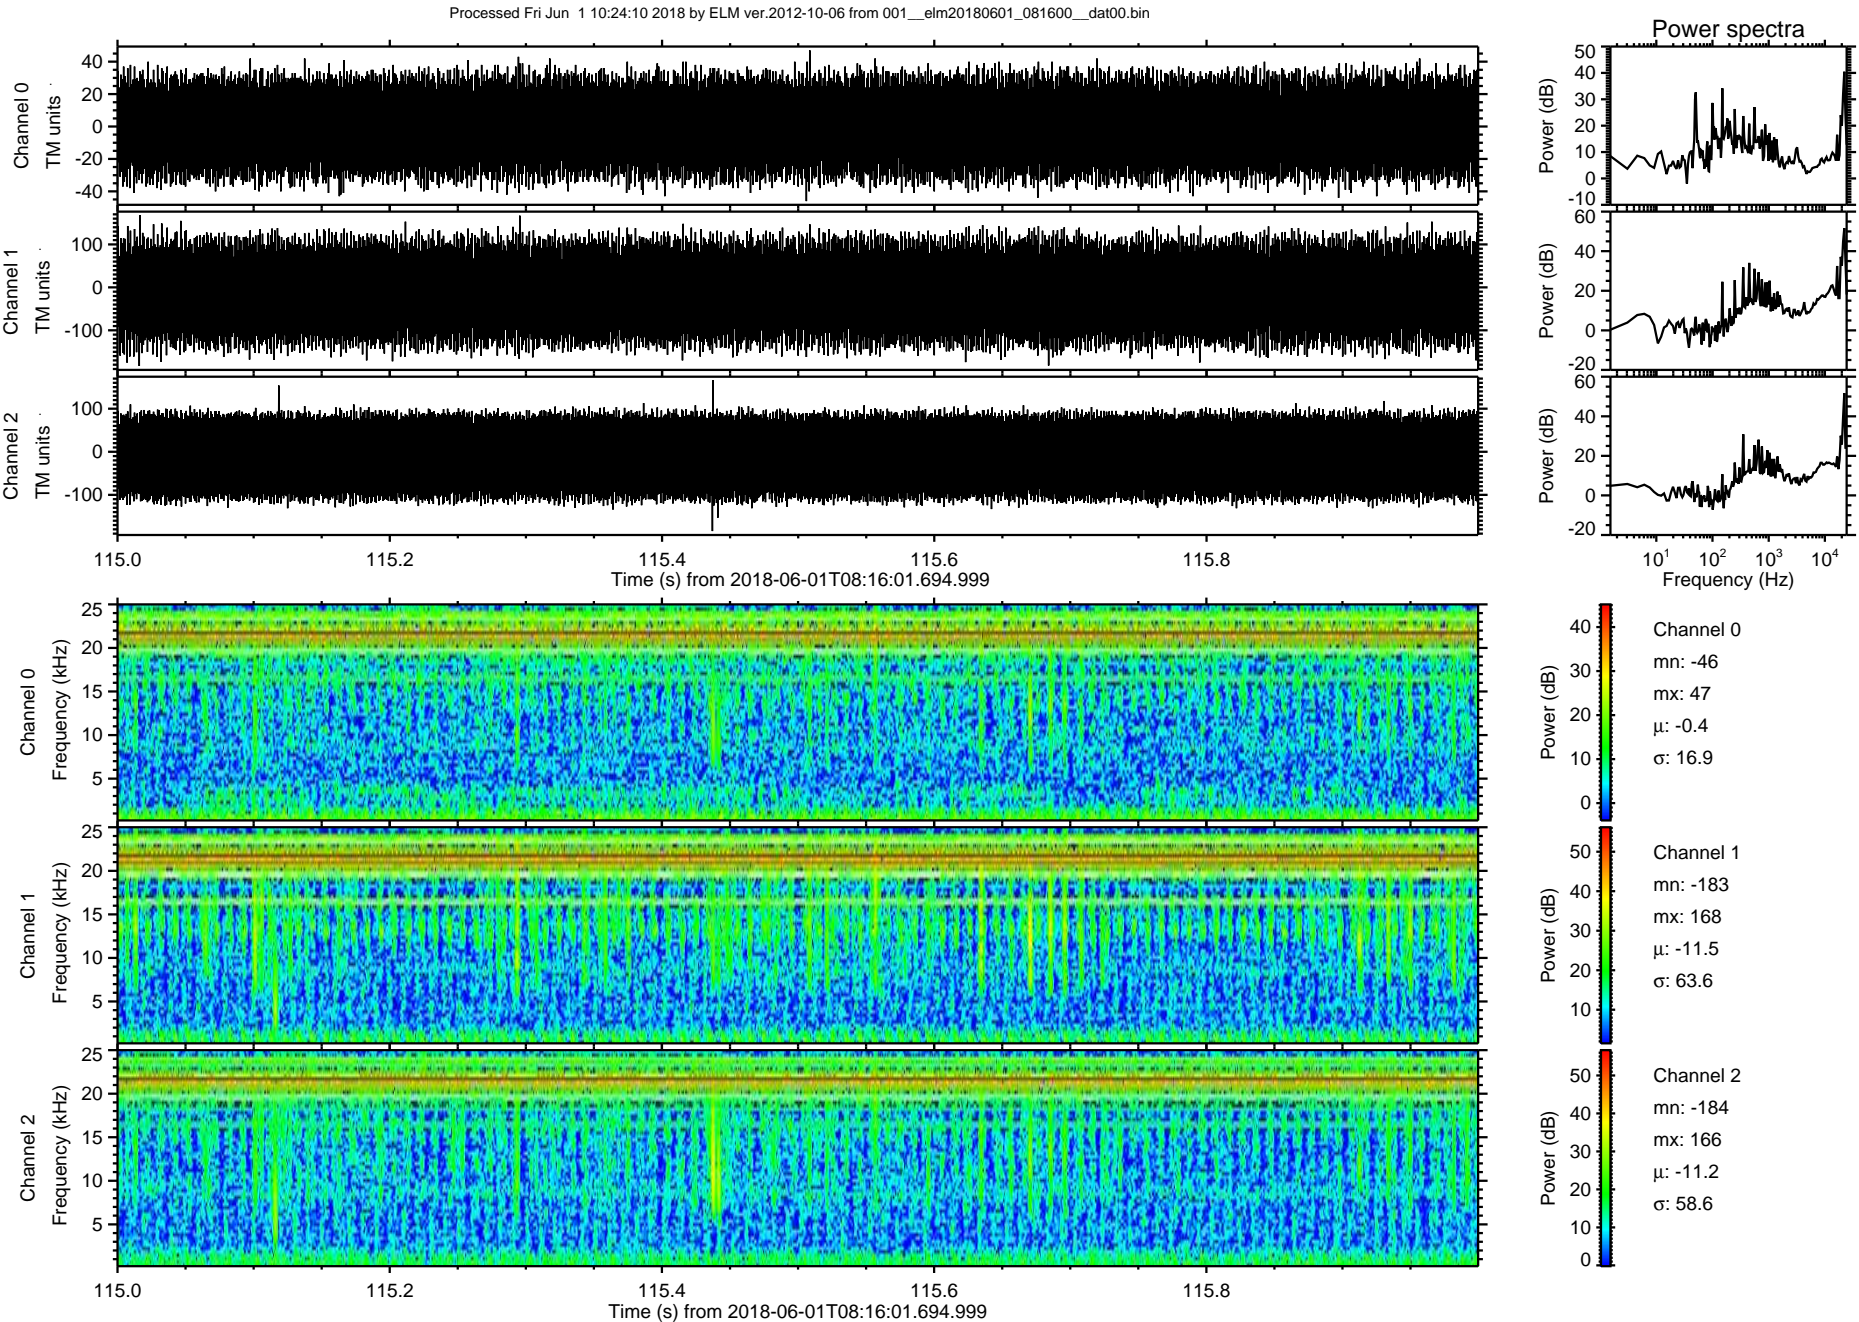 Processed Fri Jun  1 10:24:10 2018 by ELM ver.2012-10-06 from 001__elm20180601_081600__dat00.bin
Power spectra
Channel 0
TM units
40
20
0
-20
-40
Power (dB)
50
40
30
20
10
0
-10
Channel 1
TM units
100
0
-100
Power (dB)
60
40
20
0
-20
Channel 2
TM units
100
0
-100
Power (dB)
60
40
20
0
-20
115.0 115.2 115.4 115.6 115.8
Time (s) from 2018-06-01T08:16:01.694.999
10^1 10^2 10^3 10^4
Frequency (Hz)
Channel 0
Frequency (kHz)
25
20
15
10
5
Power (dB)
40
30
20
10
0
Channel 0
mn: -46
mx: 47
µ: -0.4
σ: 16.9
Channel 1
Frequency (kHz)
25
20
15
10
5
Power (dB)
50
40
30
20
10
Channel 1
mn: -183
mx: 168
µ: -11.5
σ: 63.6
Channel 2
Frequency (kHz)
25
20
15
10
5
Power (dB)
50
40
30
20
10
0
Channel 2
mn: -184
mx: 166
µ: -11.2
σ: 58.6
115.0 115.2 115.4 115.6 115.8
Time (s) from 2018-06-01T08:16:01.694.999